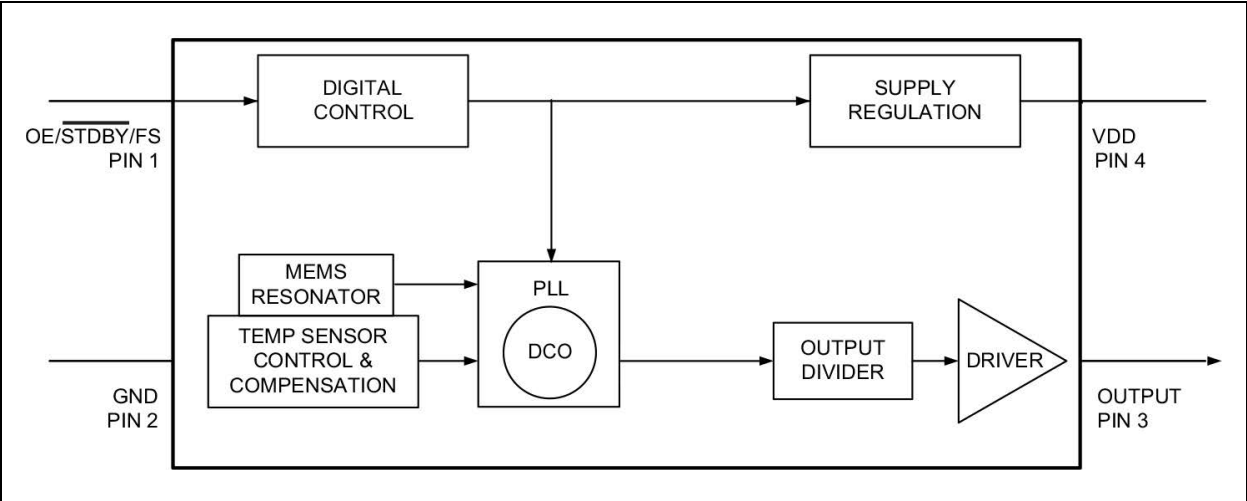 DIGITAL
CONTROL
SUPPLY
REGULATION
OE/STDBY/FS
PIN 1
VDD
PIN 4
MEMS
RESONATOR
PLL
TEMP SENSOR
CONTROL &
COMPENSATION
DCO
OUTPUT
DIVIDER
DRIVER
GND
PIN 2
OUTPUT
PIN 3